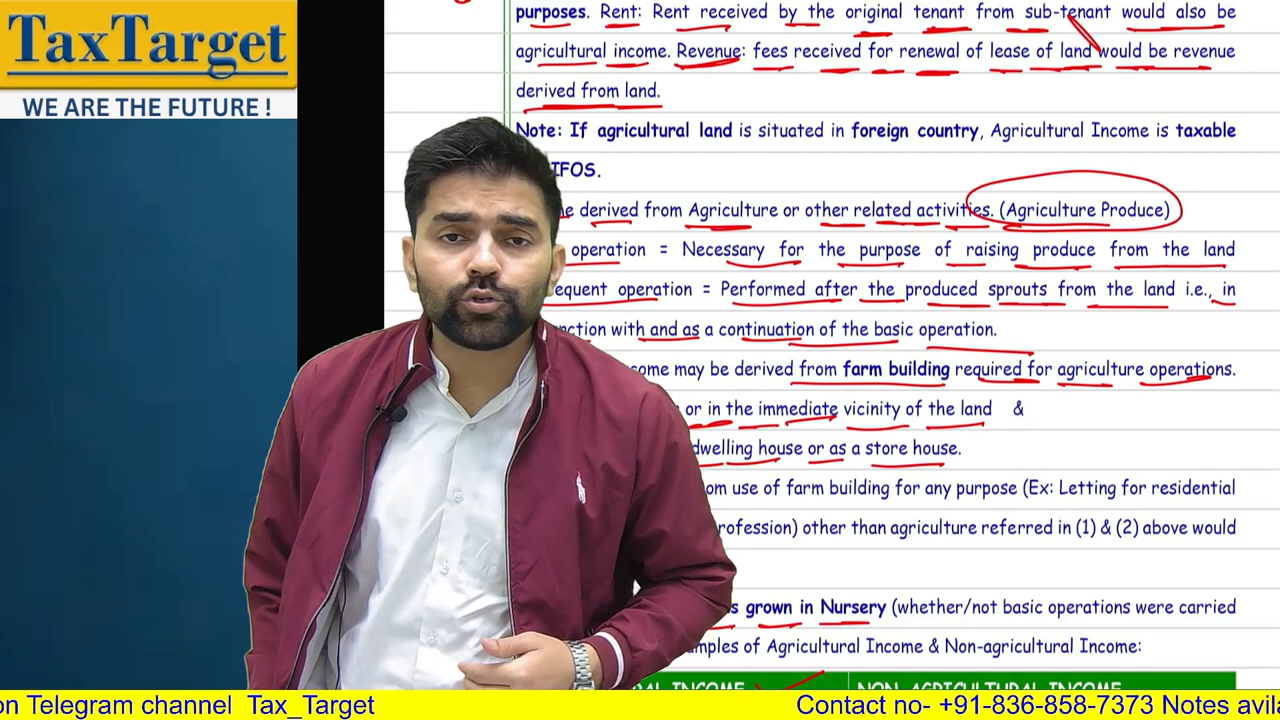 TaxTarget
WE ARE THE FUTURE !
purposes. Rent: Rent received by the original tenant from sub-tenant would also be
agricultural income. Revenue: fees received for renewal of lease of land would be revenue
derived from land.
Note: If agricultural land is situated in foreign country, Agricultural Income is taxable
IFOS.
derived from Agriculture or other related activities. (Agriculture Produce)
operation = Necessary for the purpose of raising produce from the land
equent operation = Performed after the produced sprouts from the land i.e., in
nction with and as a continuation of the basic operation.
ome may be derived from farm building required for agriculture operations.
or in the immediate vicinity of the land &
dwelling house or as a store house.
om use of farm building for any purpose (Ex: Letting for residential
rofession) other than agriculture referred in (1) & (2) above would
s grown in Nursery (whether/not basic operations were carried
amples of Agricultural Income & Non-agricultural Income:
RAL INCOME NON-AGRICULTURAL INCOME
on Telegram channel Tax_Target Contact no- +91-836-858-7373 Notes avila